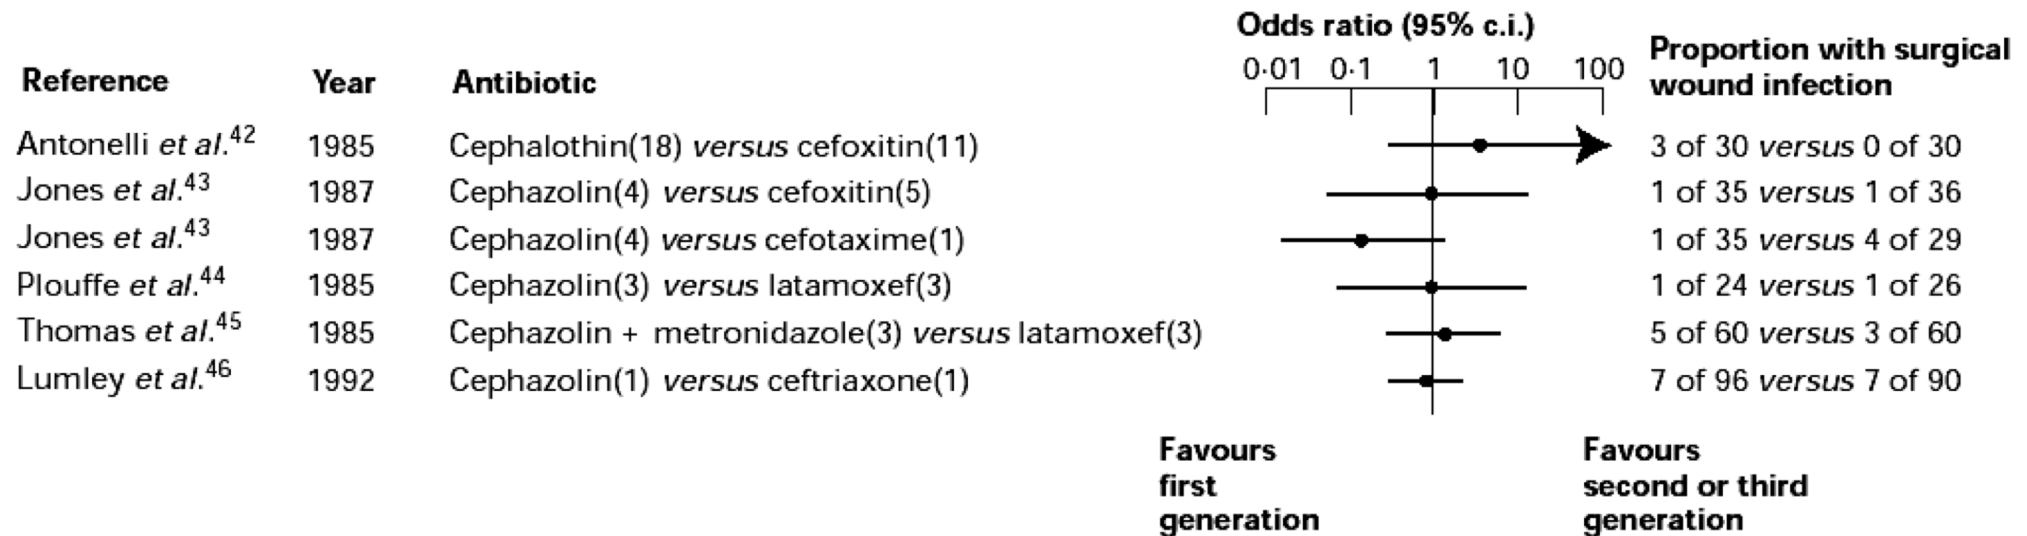 Odds ratio (95% c.i.)
Reference Year Antibiotic 0·01 0·1 1 10 100 Proportion with surgical
wound infection
Antonelli et al.42 1985 Cephalothin(18) versus cefoxitin(11) 3 of 30 versus 0 of 30
Jones et al.43 1987 Cephazolin(4) versus cefoxitin(5) 1 of 35 versus 1 of 36
Jones et al.43 1987 Cephazolin(4) versus cefotaxime(1) 1 of 35 versus 4 of 29
Plouffe et al.44 1985 Cephazolin(3) versus latamoxef(3) 1 of 24 versus 1 of 26
Thomas et al.45 1985 Cephazolin + metronidazole(3) versus latamoxef(3) 5 of 60 versus 3 of 60
Lumley et al.46 1992 Cephazolin(1) versus ceftriaxone(1) 7 of 96 versus 7 of 90
Favours
first
generation
Favours
second or third
generation